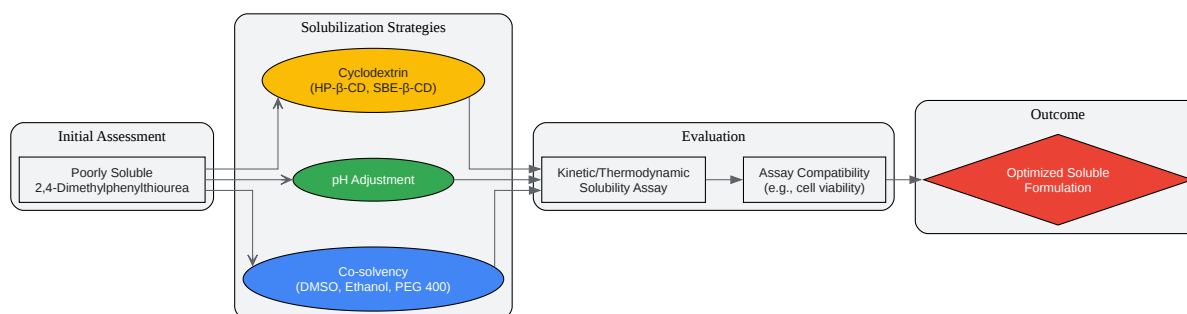 Initial Assessment
Poorly Soluble
2,4-Dimethylphenylthiourea
Solubilization Strategies
Cyclodextrin
(HP-β-CD, SBE-β-CD)
pH Adjustment
Co-solvency
(DMSO, Ethanol, PEG 400)
Evaluation
Kinetic/Thermodynamic
Solubility Assay
Assay Compatibility
(e.g., cell viability)
Outcome
Optimized Soluble
Formulation